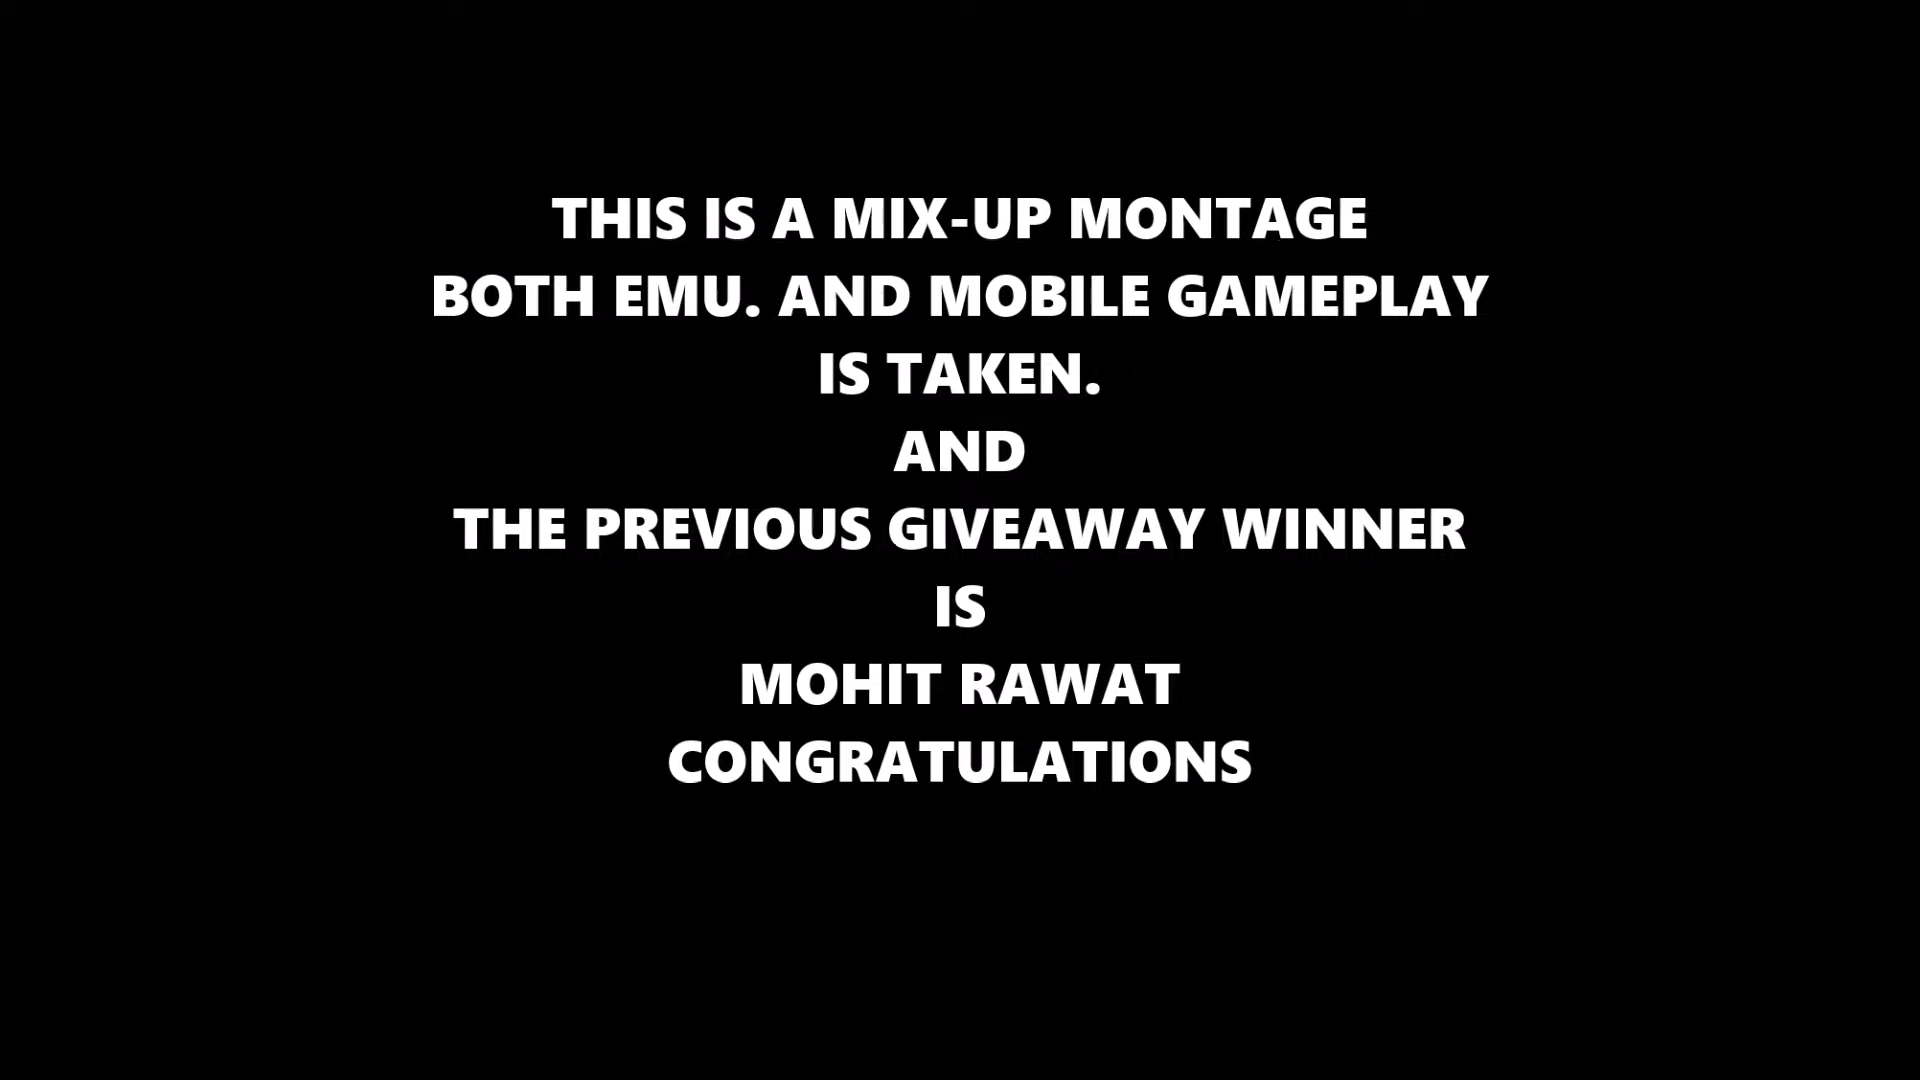 THIS IS A MIX-UP MONTAGE
BOTH EMU. AND MOBILE GAMEPLAY
IS TAKEN.
AND
THE PREVIOUS GIVEAWAY WINNER
IS
MOHIT RAWAT
CONGRATULATIONS